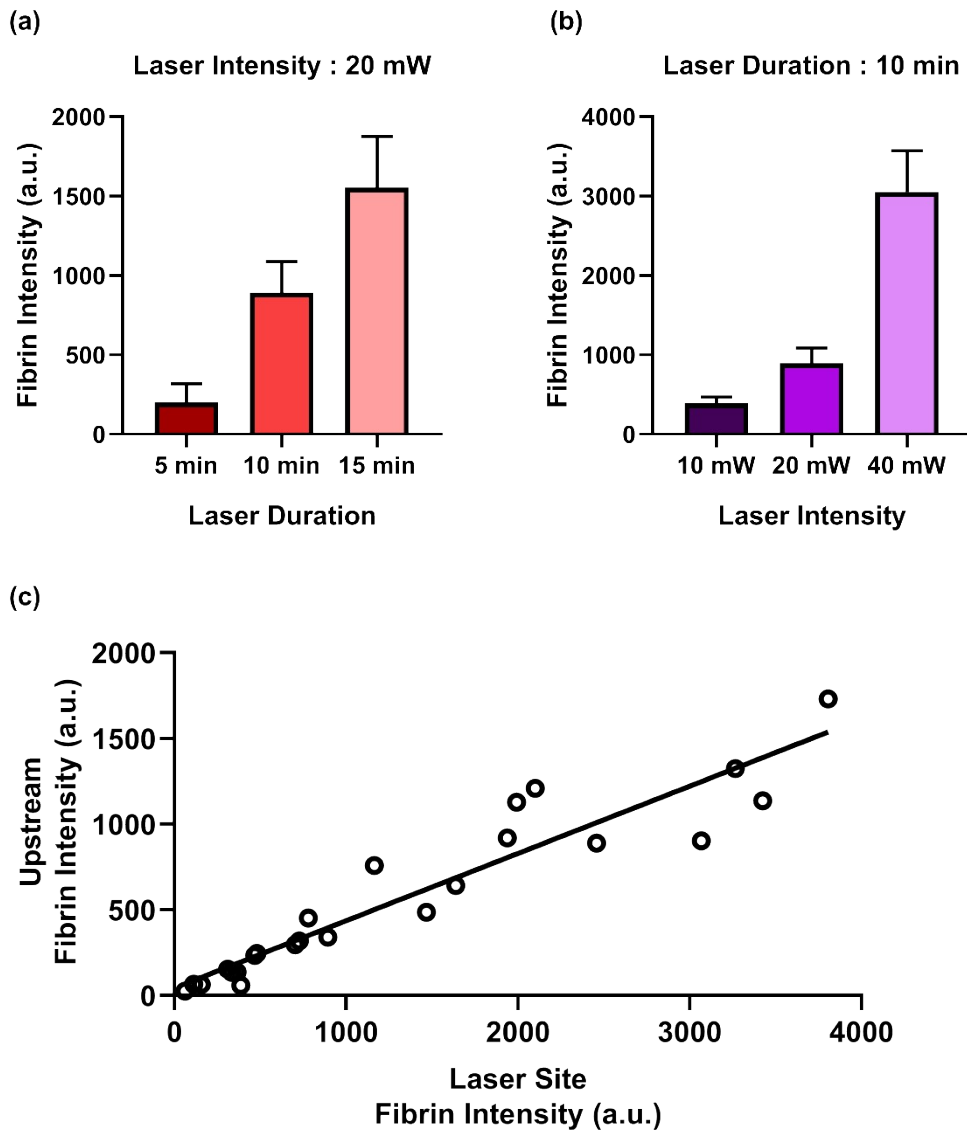 (a)
Laser Intensity : 20 mW
Fibrin Intensity (a.u.)
2000
1500
1000
500
0
5 min 10 min 15 min
Laser Duration
(b)
Laser Duration : 10 min
Fibrin Intensity (a.u.)
4000
3000
2000
1000
0
10 mW 20 mW 40 mW
Laser Intensity
(c)
Upstream
Fibrin Intensity (a.u.)
2000
1500
1000
500
0
0 1000 2000 3000 4000
Laser Site
Fibrin Intensity (a.u.)